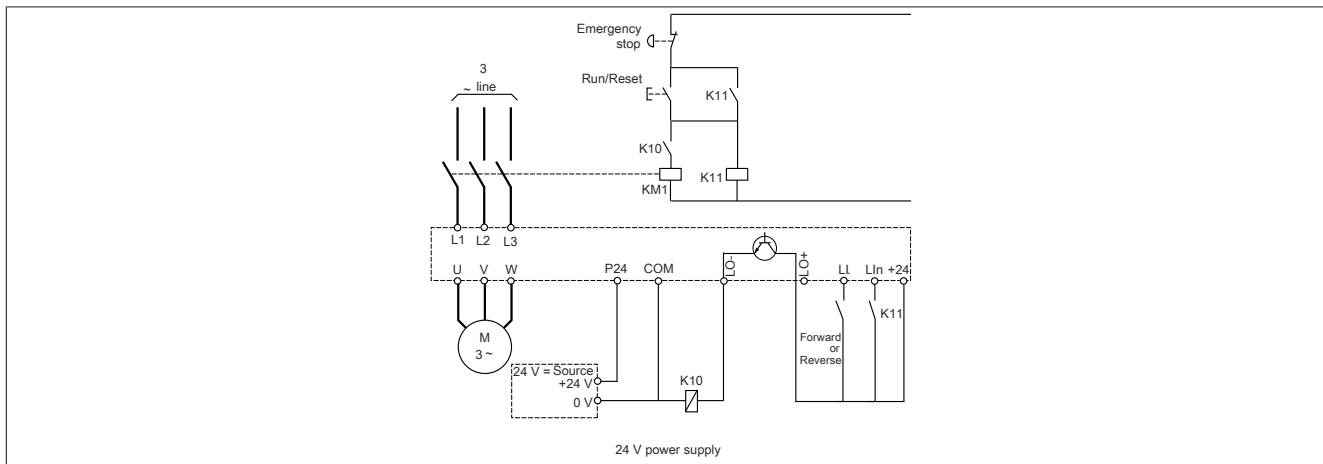 Emergency
stop
3
~ line
Run/Reset
K11
K10
KM1
K11
L1 L2 L3
U V W
P24 COM LO- LO+ LI. LIn +24
K11
Forward
or
Reverse
M
3 ~
24 V = Source
+24 V
0 V
K10
24 V power supply